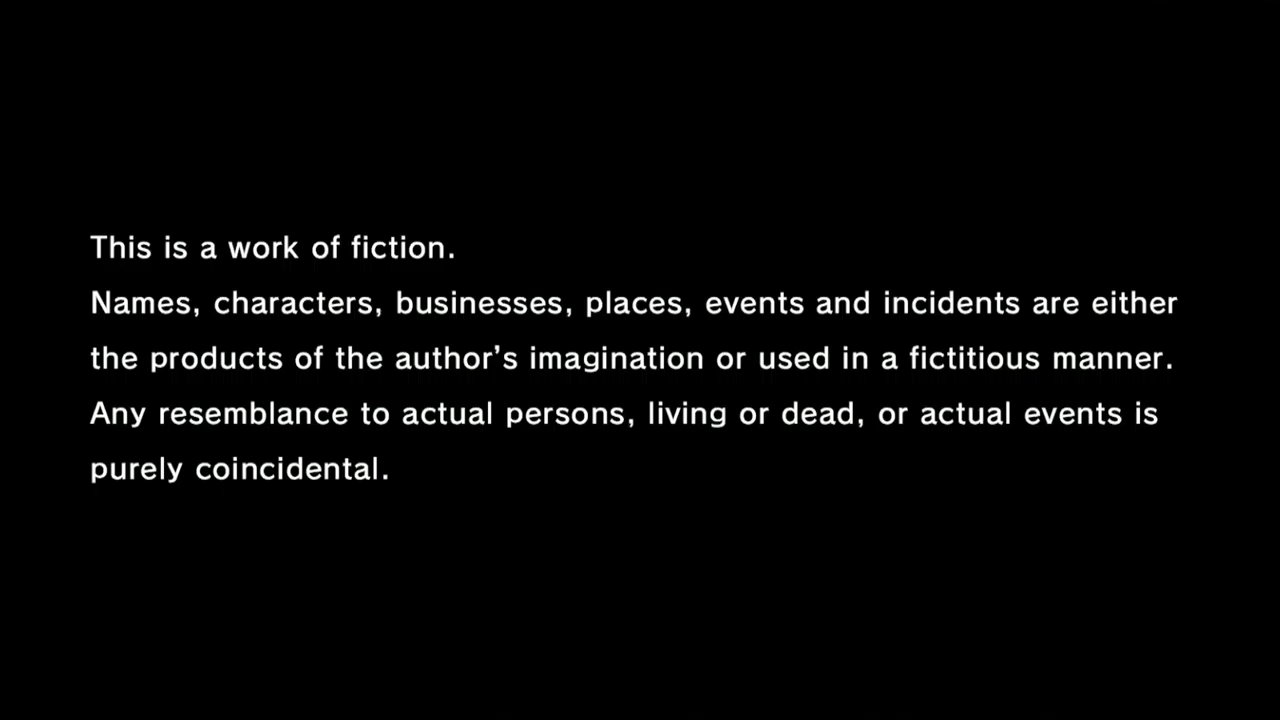 This is a work of fiction.
Names, characters, businesses, places, events and incidents are either
the products of the author’s imagination or used in a fictitious manner.
Any resemblance to actual persons, living or dead, or actual events is
purely coincidental.